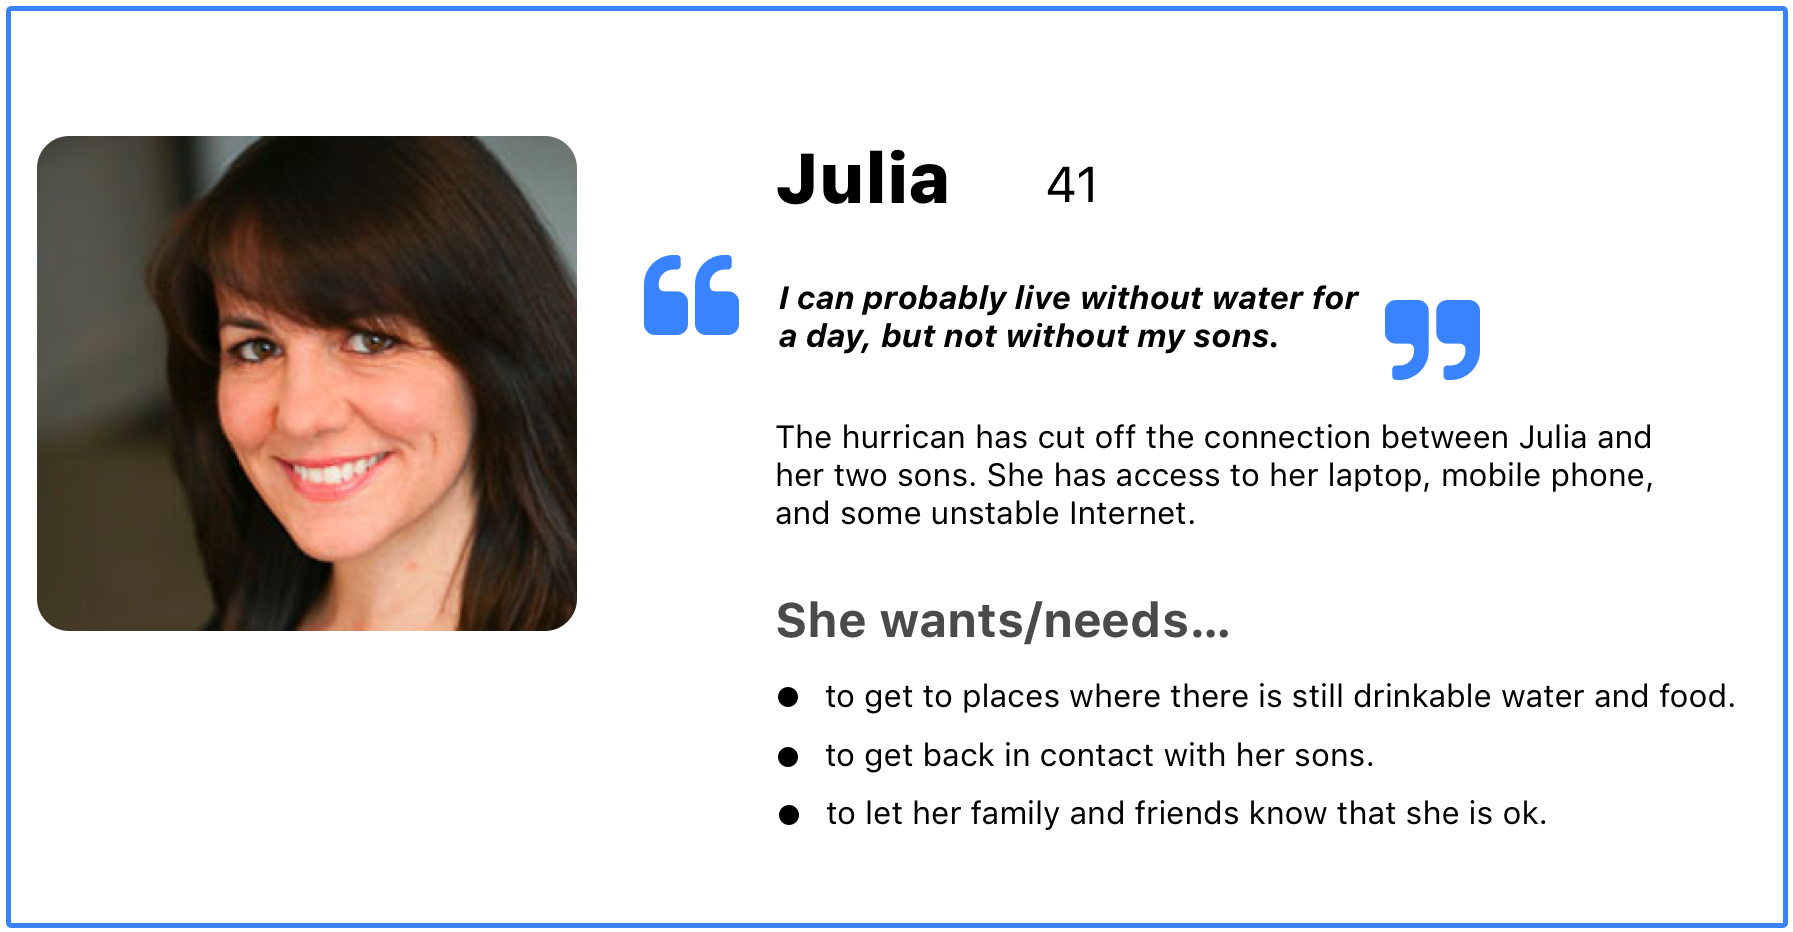 Julia 41
I can probably live without water for
a day, but not without my sons.
The hurrican has cut off the connection between Julia and
her two sons. She has access to her laptop, mobile phone,
and some unstable Internet.
She wants/needs...
● to get to places where there is still drinkable water and food.
● to get back in contact with her sons.
● to let her family and friends know that she is ok.